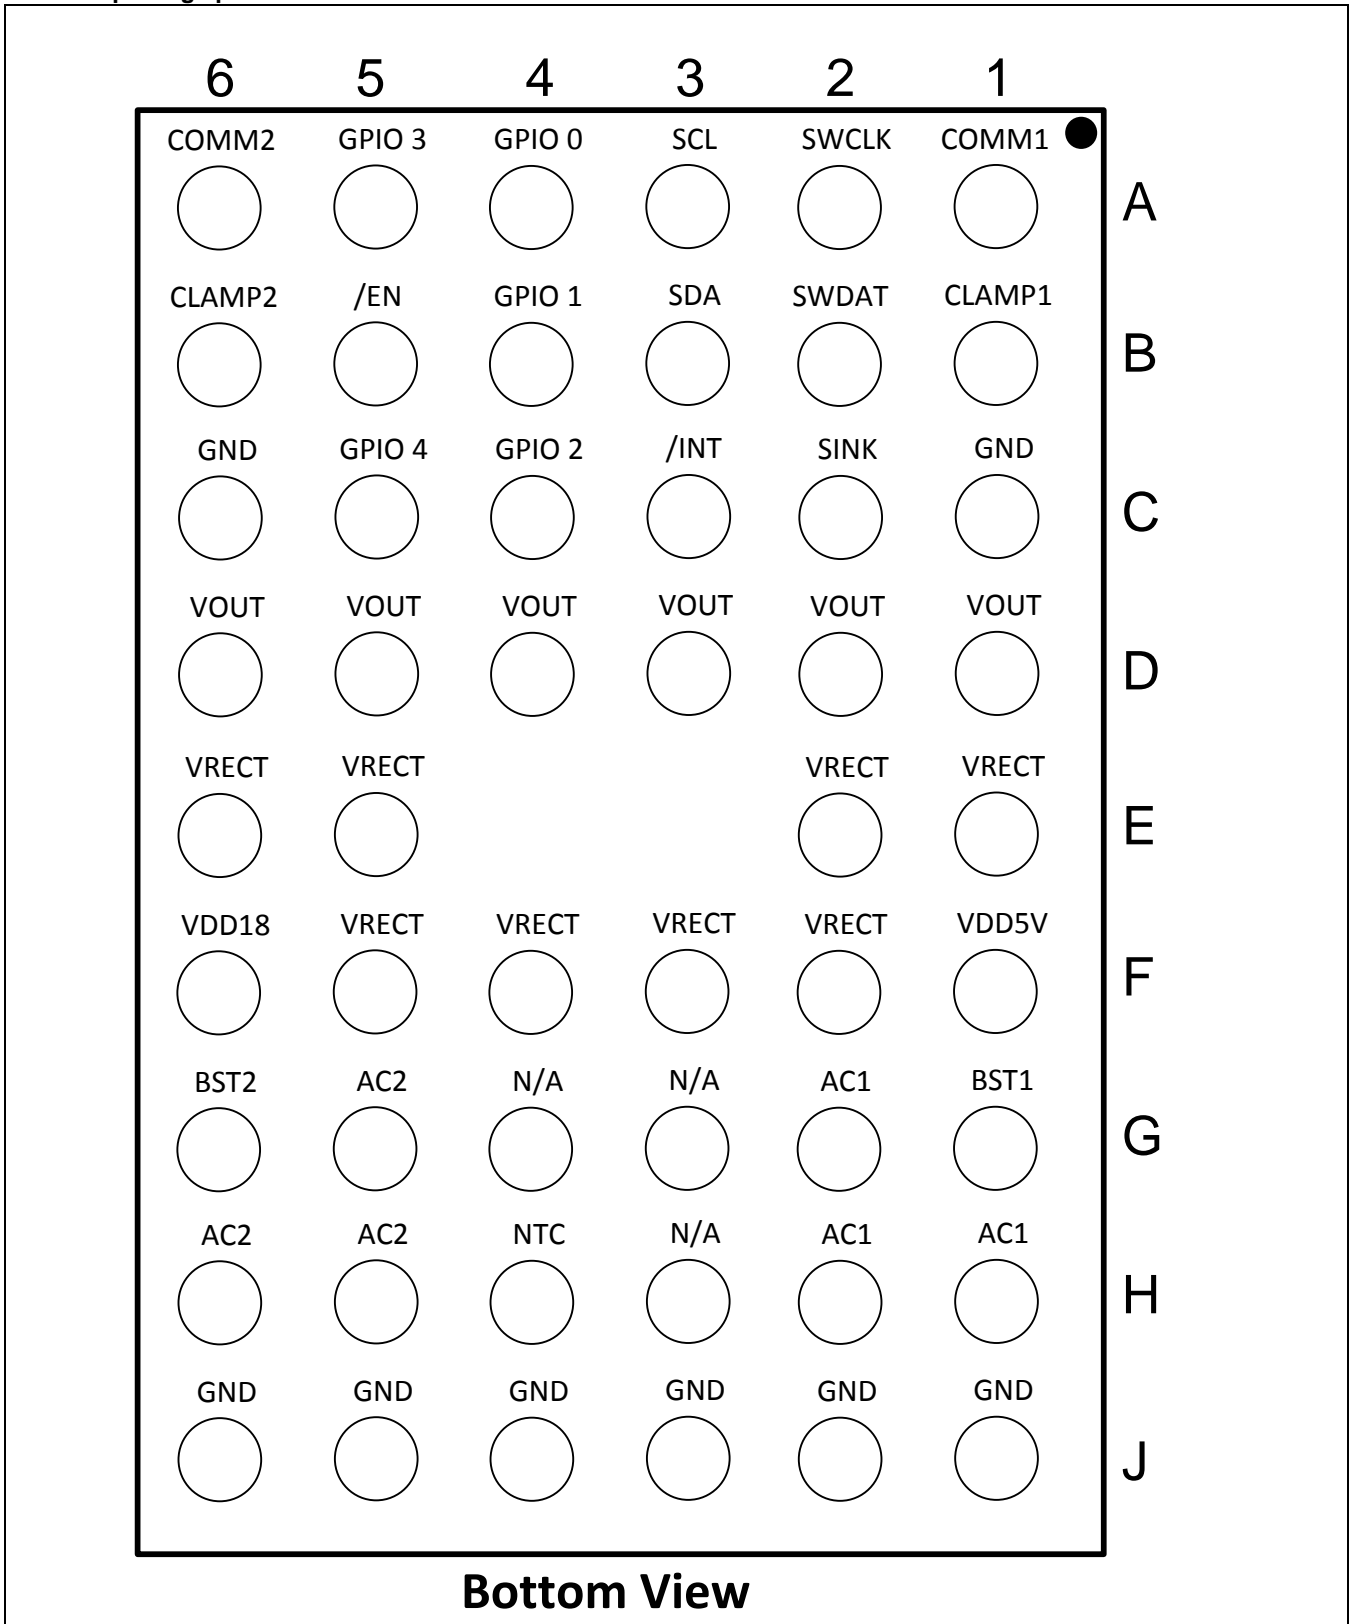 6 5 4 3 2 1
COMM2 GPIO 3 GPIO 0 SCL SWCLK COMM1
A
CLAMP2 /EN GPIO 1 SDA SWDAT CLAMP1
B
GND GPIO 4 GPIO 2 /INT SINK GND
C
VOUT VOUT VOUT VOUT VOUT VOUT
D
VRECT VRECT VRECT VRECT
E
VDD18 VRECT VRECT VRECT VRECT VDD5V
F
BST2 AC2 N/A N/A AC1 BST1
G
AC2 AC2 NTC N/A AC1 AC1
H
GND GND GND GND GND GND
J
Bottom View